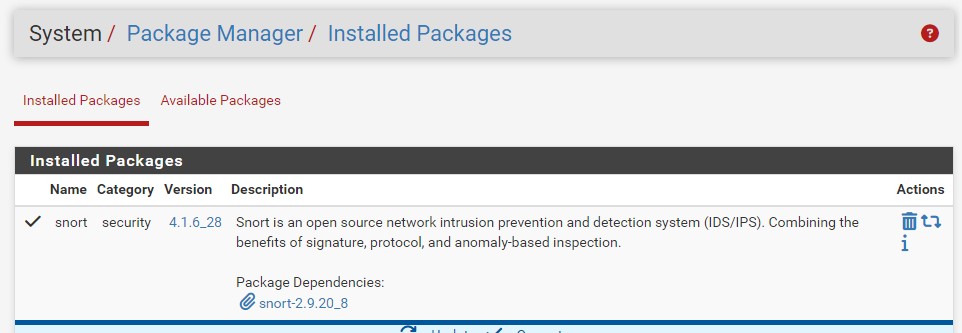 System / Package Manager / Installed Packages
?
Installed Packages Available Packages
Installed Packages
Name Category Version Description Actions
snort security 4.1.6_28 Snort is an open source network intrusion prevention and detection system (IDS/IPS). Combining the
benefits of signature, protocol, and anomaly-based inspection.
Package Dependencies:
snort-2.9.20_8